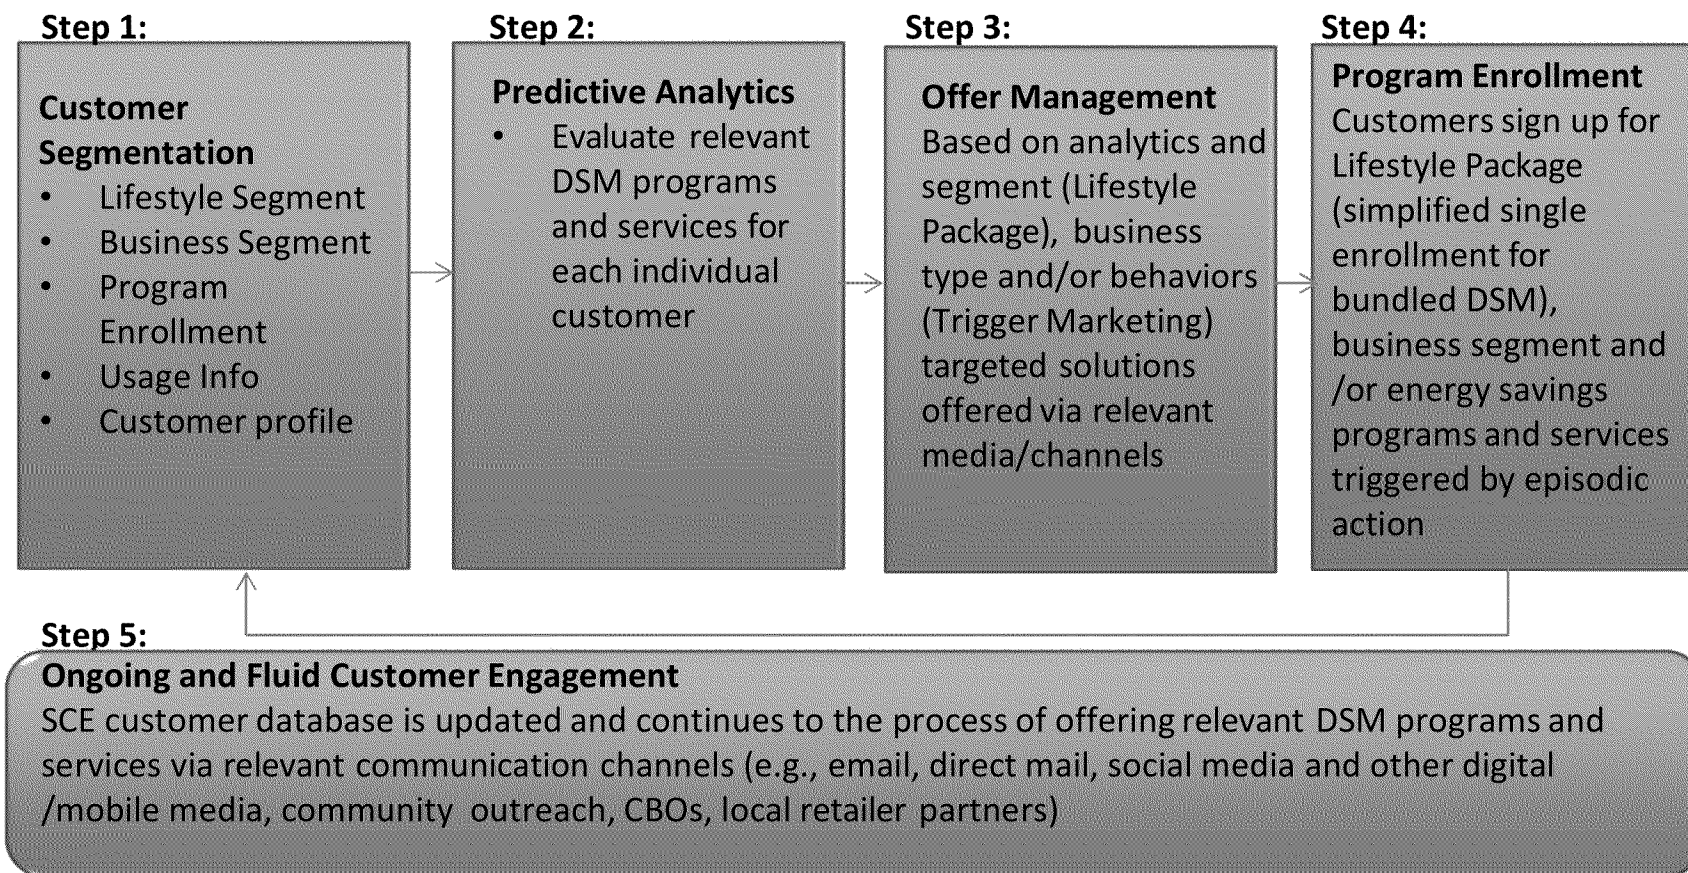 Step 1:
Customer
Segmentation
• Lifestyle Segment
• Business Segment
• Program
Enrollment
• Usage Info
• Customer profile
Step 2:
Predictive Analytics
• Evaluate relevant
DSM programs
and services for
each individual
customer
Step 3:
Offer Management
Based on analytics and
segment (Lifestyle
Package), business
type and/or behaviors
(Trigger Marketing)
targeted solutions
offered via relevant
media/channels
Step 4:
Program Enrollment
Customers sign up for
Lifestyle Package
(simplified single
enrollment for
bundled DSM),
business segment and
/or energy savings
programs and services
triggered by episodic
action
Step 5:
Ongoing and Fluid Customer Engagement
SCE customer database is updated and continues to the process of offering relevant DSM programs and
services via relevant communication channels (e.g., email, direct mail, social media and other digital
/mobile media, community outreach, CBOs, local retailer partners)